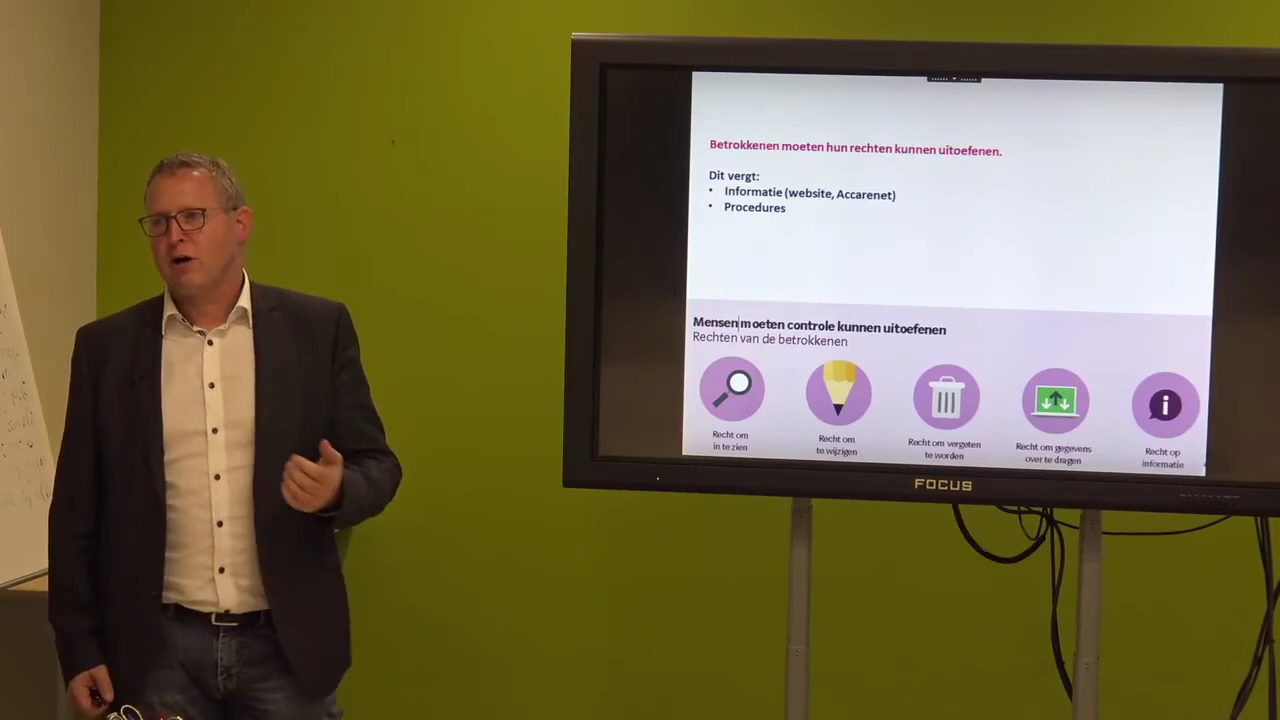 Betrokkenen moeten hun rechten kunnen uitoefenen.
Dit vergt:
• Informatie (website, Accarenet)
• Procedures
Mensen moeten controle kunnen uitoefenen
Rechten van de betrokkenen
Recht om
in te zien
Recht om
te wijzigen
Recht om vergeten
te worden
Recht om gegevens
over te dragen
Recht op
informatie
FOCUS